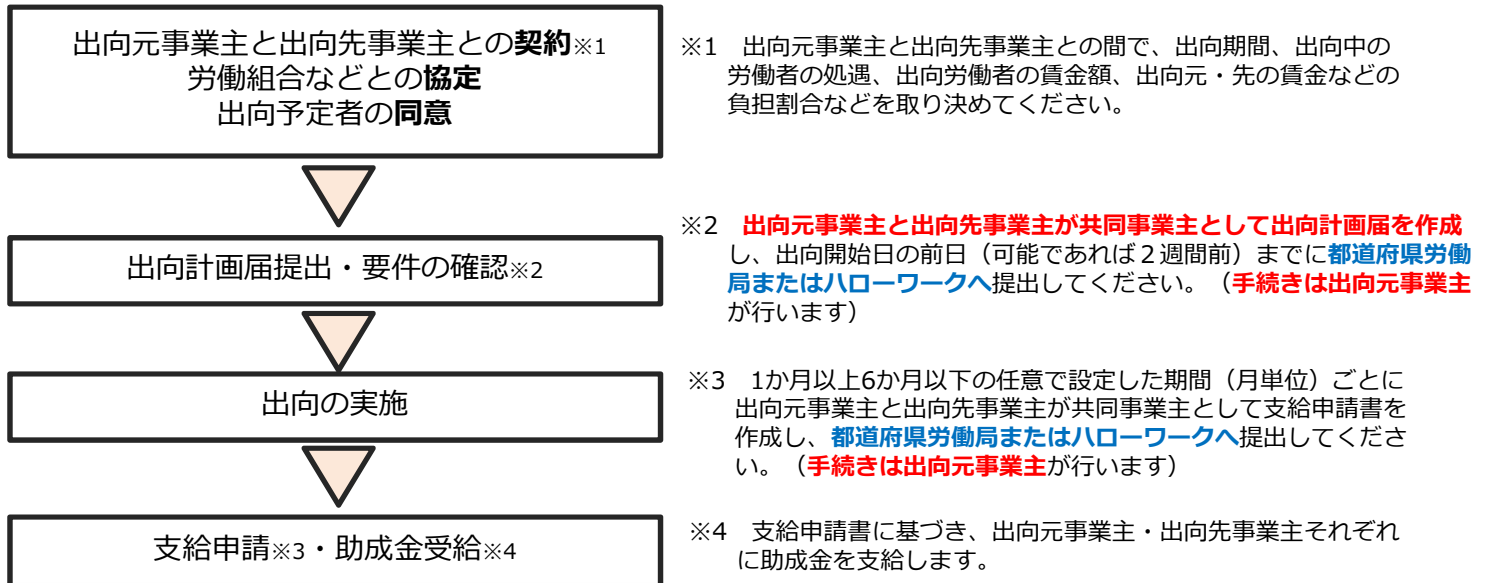 出向元事業主と出向先事業主との契約※1
労働組合などとの協定
出向予定者の同意
※1　出向元事業主と出向先事業主との間で、出向期間、出向中の
労働者の処遇、出向労働者の賃金額、出向元・先の賃金などの
負担割合などを取り決めてください。
出向計画届提出・要件の確認※2
※2　出向元事業主と出向先事業主が共同事業主として出向計画届を作成
し、出向開始日の前日（可能であれば２週間前）までに都道府県労働
局またはハローワークへ提出してください。（手続きは出向元事業主
が行います）
出向の実施
※3　1か月以上6か月以下の任意で設定した期間（月単位）ごとに
出向元事業主と出向先事業主が共同事業主として支給申請書を
作成し、都道府県労働局またはハローワークへ提出してくださ
い。（手続きは出向元事業主が行います）
支給申請※3・助成金受給※4
※4　支給申請書に基づき、出向元事業主・出向先事業主それぞれ
に助成金を支給します。